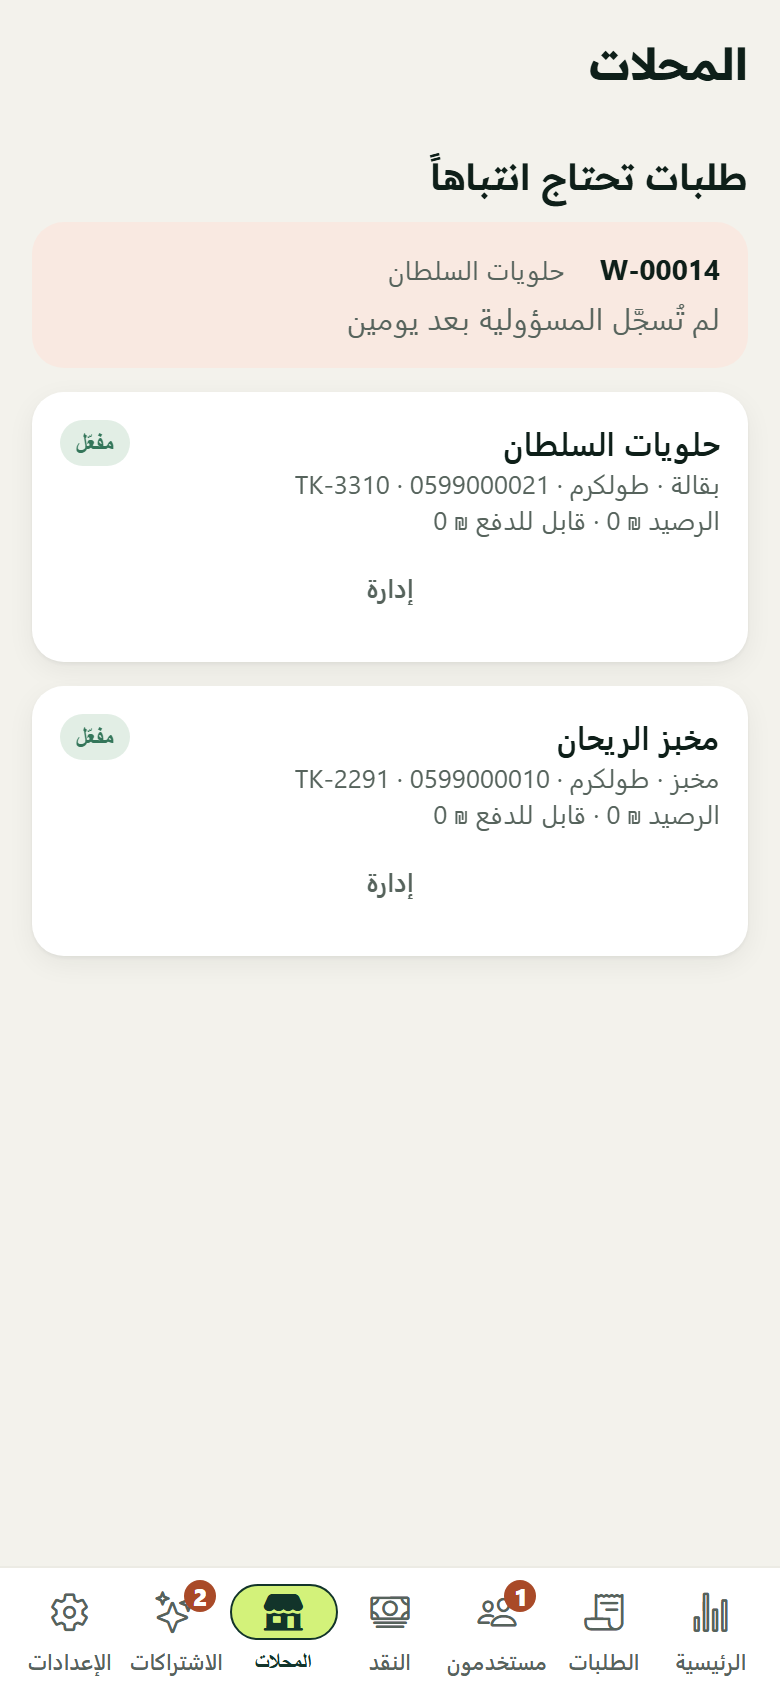 المحلات
طلبات تحتاج انتباهاً
W-00014 حلويات السلطان
لم تُسجَّل المسؤولية بعد يومين
حلويات السلطان
مفعّل
بقالة · طولكرم · 0599000021 · TK-3310
الرصيد ₪ 0 · قابل للدفع ₪ 0
إدارة
مخبز الريحان
مفعّل
مخبز · طولكرم · 0599000010 · TK-2291
الرصيد ₪ 0 · قابل للدفع ₪ 0
إدارة
الرئيسية
الطلبات
1
مستخدمون
النقد
المحلات
2
الاشتراكات
الإعدادات